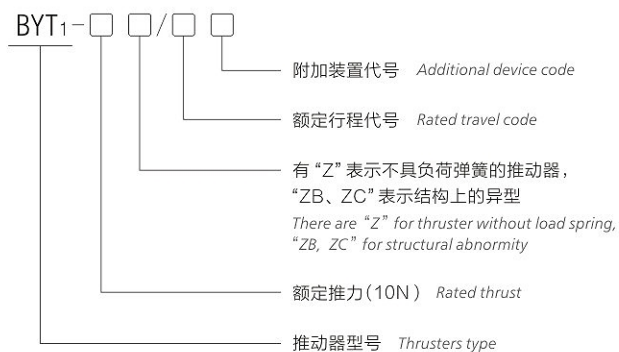 BYT1-□ □/□ □
附加装置代号 Additional device code
额定行程代号 Rated travel code
有“Z”表示不具负荷弹簧的推动器，
“ZB、ZC”表示结构上的异型
There are “Z” for thruster without load spring,
“ZB, ZC” for structural abnormity
额定推力(10N) Rated thrust
推动器型号 Thrusters type